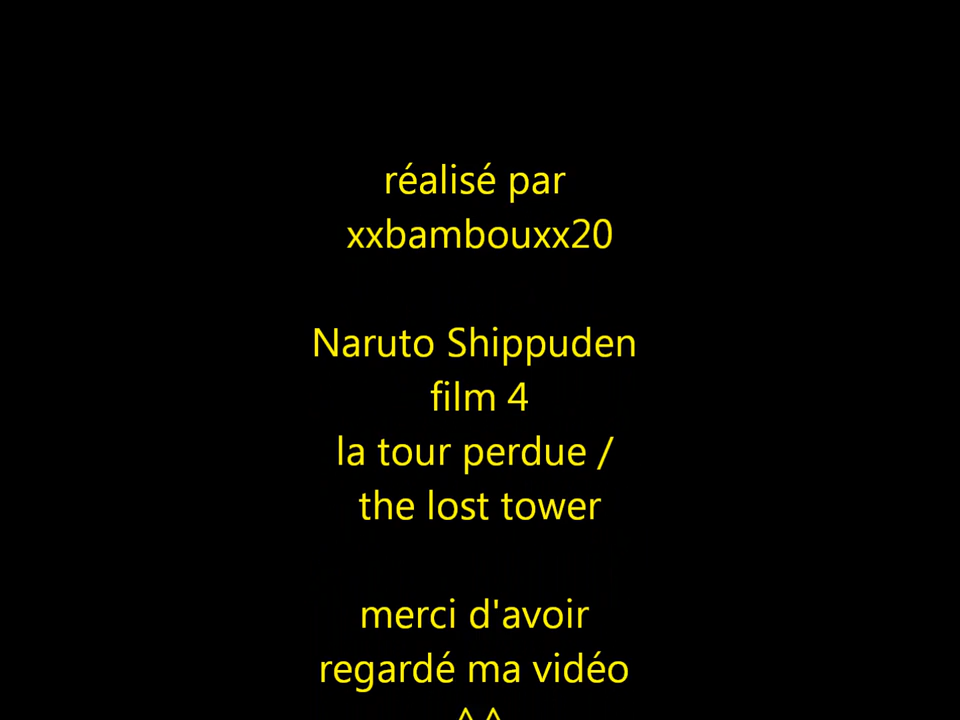 réalisé par
xxbambouxx20
Naruto Shippuden
film 4
la tour perdue /
the lost tower
merci d'avoir
regardé ma vidéo
^^